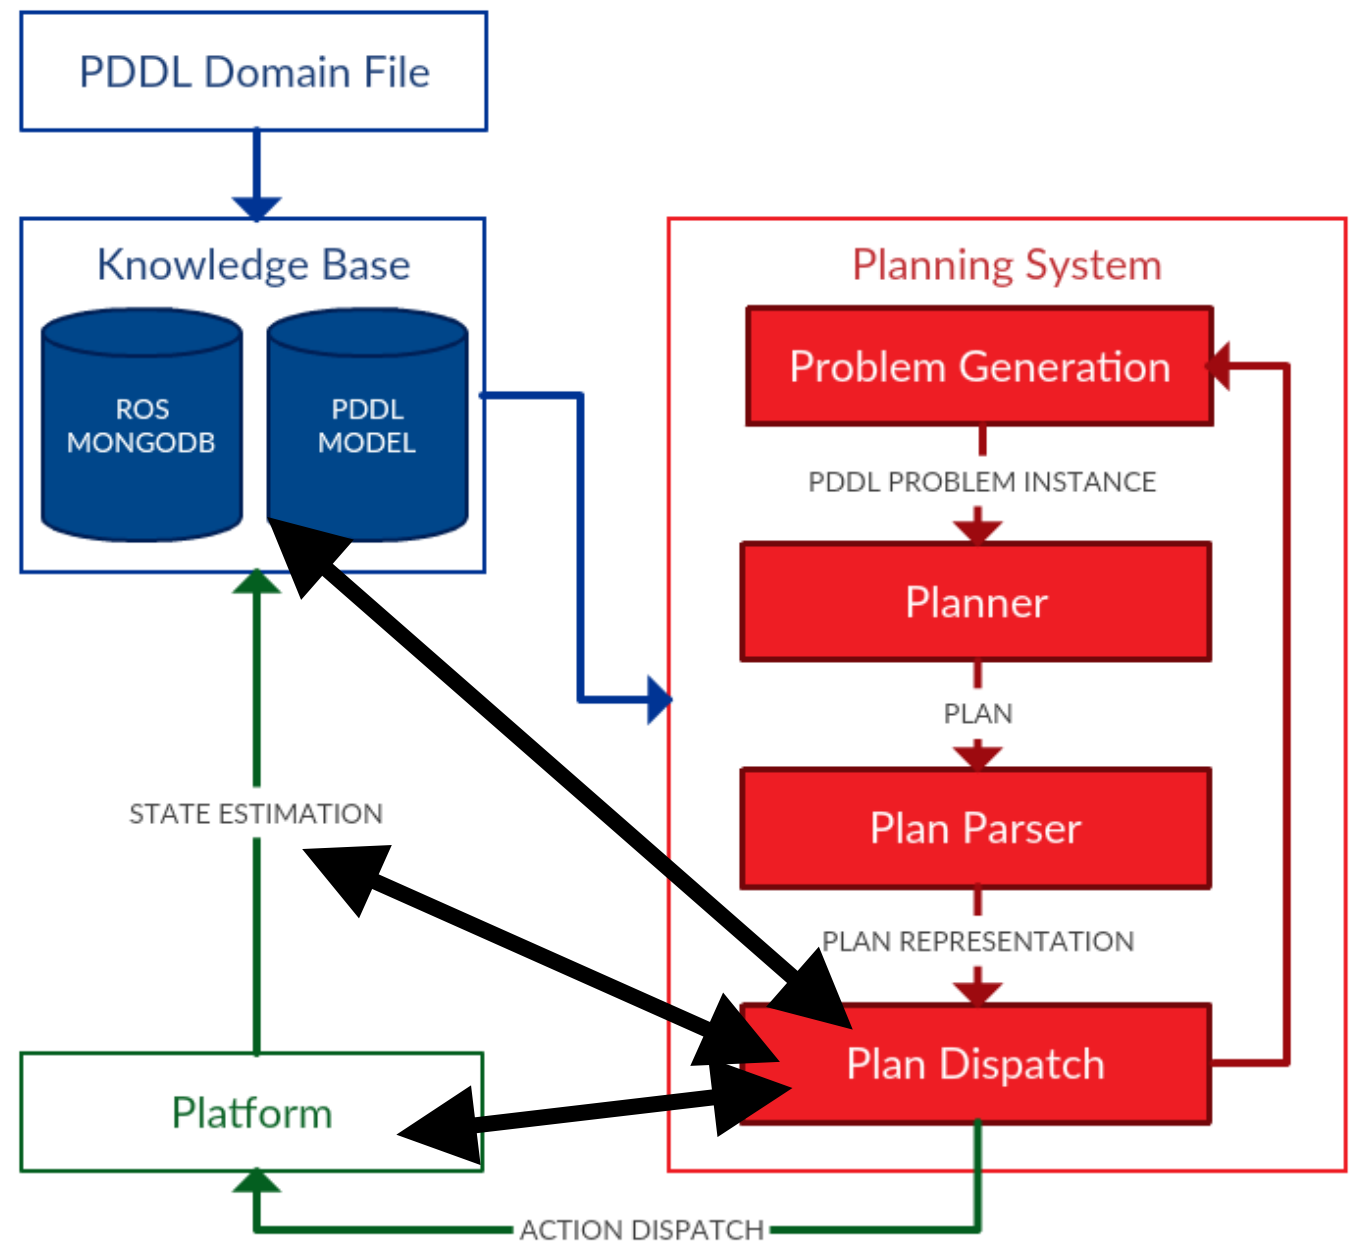 PDDL Domain File
Knowledge Base
ROS
MONGODB
PDDL
MODEL
Planning System
Problem Generation
PDDL PROBLEM INSTANCE
Planner
PLAN
Plan Parser
PLAN REPRESENTATION
Plan Dispatch
STATE ESTIMATION
Platform
ACTION DISPATCH